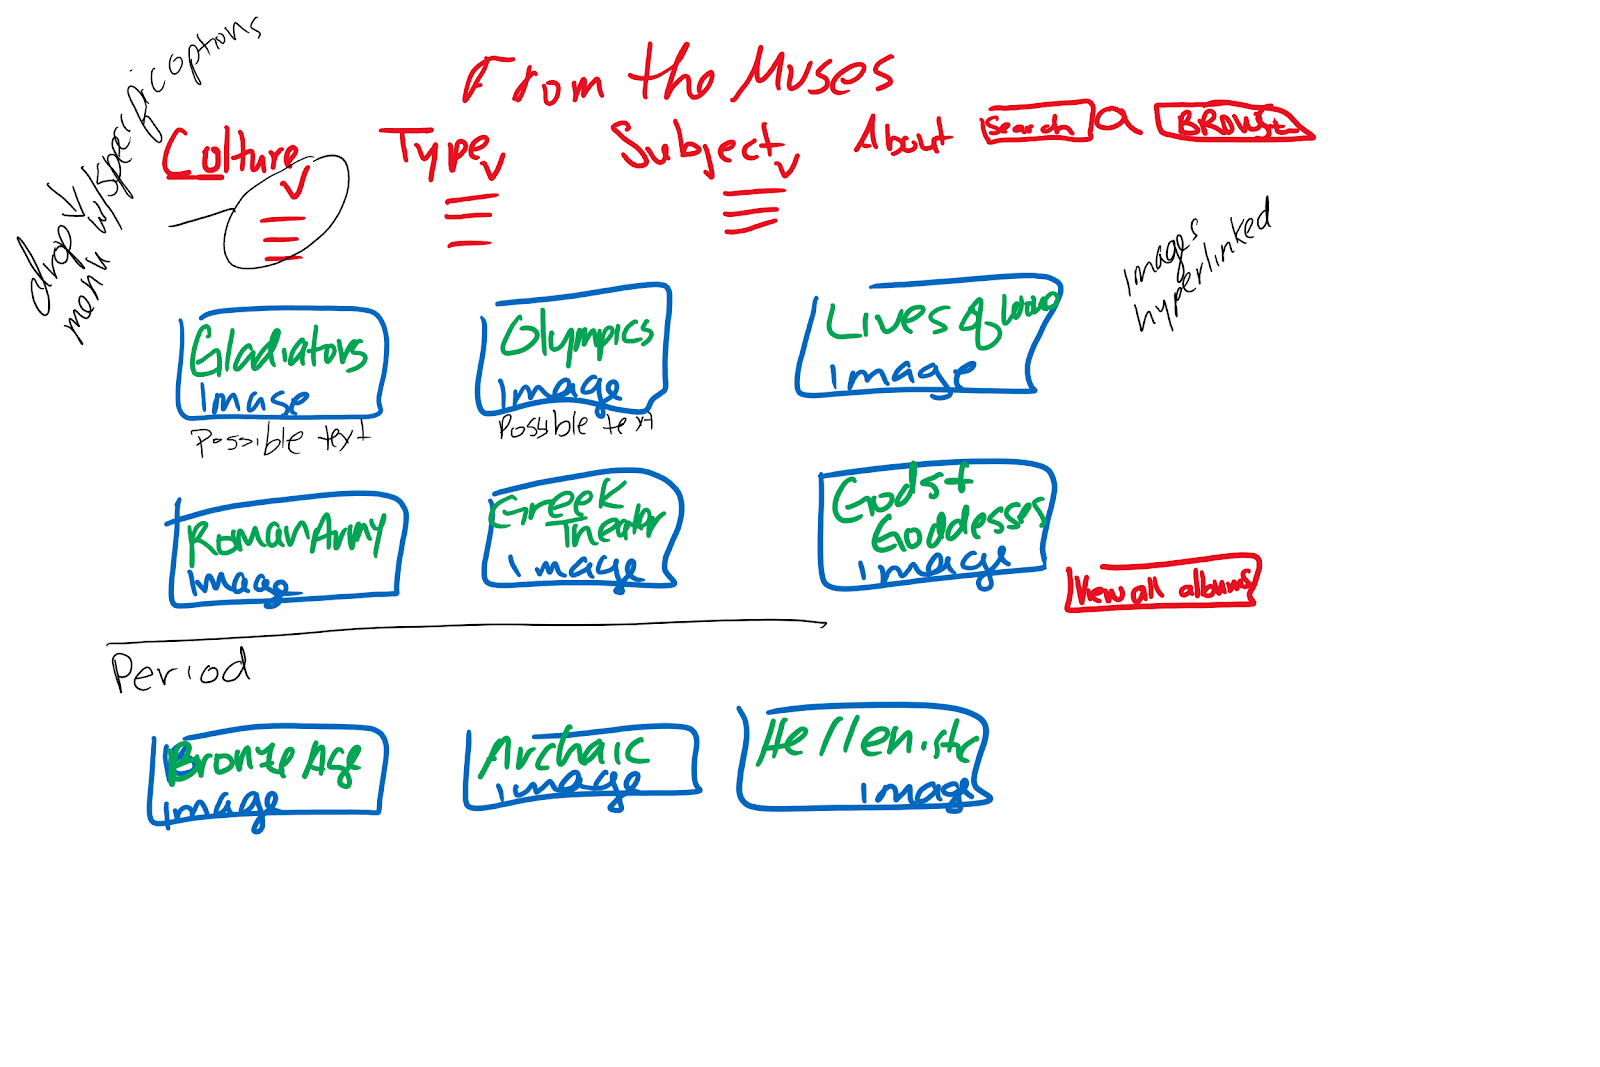 From the Muses
drop menu w/specific options
Culture Type Subject About Search BROWSE
Images hyperlinked
Gladiators Olympics Lives of
Image Image Image
Possible text Possible text
Roman Army Greek Theater Gods + Goddesses
Image Image Image
View all albums
Period
Bronze Age Archaic Hellenistic
Image Image Image